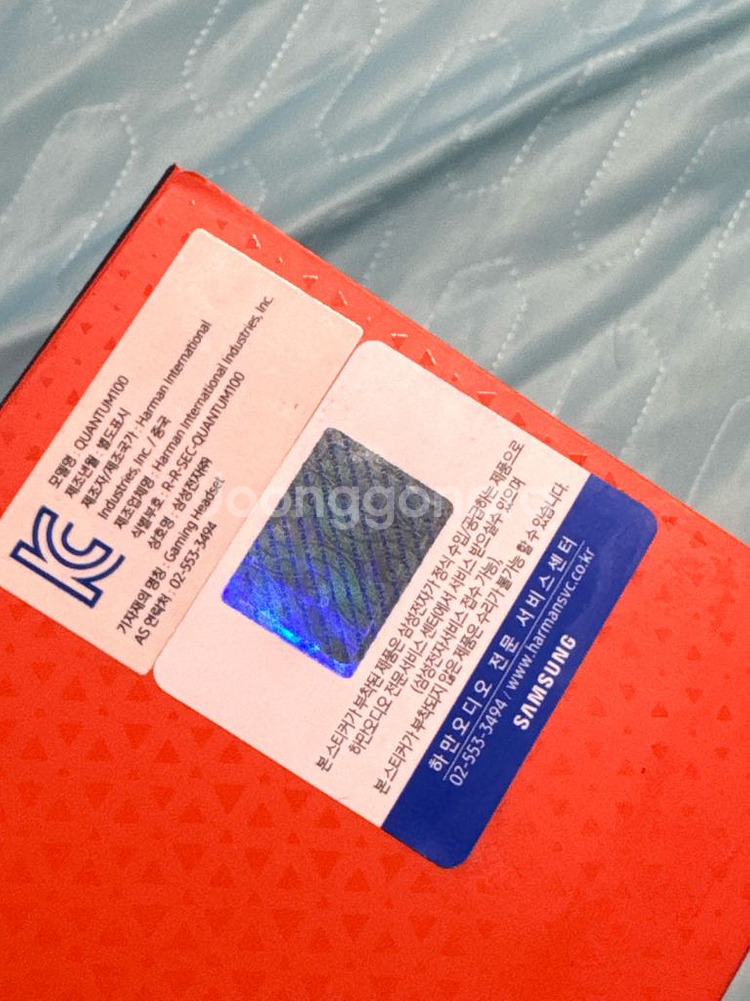 모델명 : QUANTUM100
제조년월 : 별도표시
제조자/제조국가 : Harman International
Industries, Inc / 중국
제조업체명 : Harman International Industries, Inc.
식별부호 : R-R-SEC-QUANTUM100
상호명 : 삼성전자㈜
기자재의 명칭 : Gaming Headset
AS 연락처 : 02-553-3494
본 스티커가 부착된 제품은 삼성전자가 정식 수입/공급하는 제품으로
하만오디오 전문서비스 센터에서 서비스 받으실수 있으며
(삼성전자서비스 접수 가능),
본 스티커가 부착되지 않은 제품은 수리가 불가능 할 수 있습니다.
하만오디오 전문 서비스센터
02-553-3494 / www.harmansvc.co.kr
SAMSUNG
Joonggonara